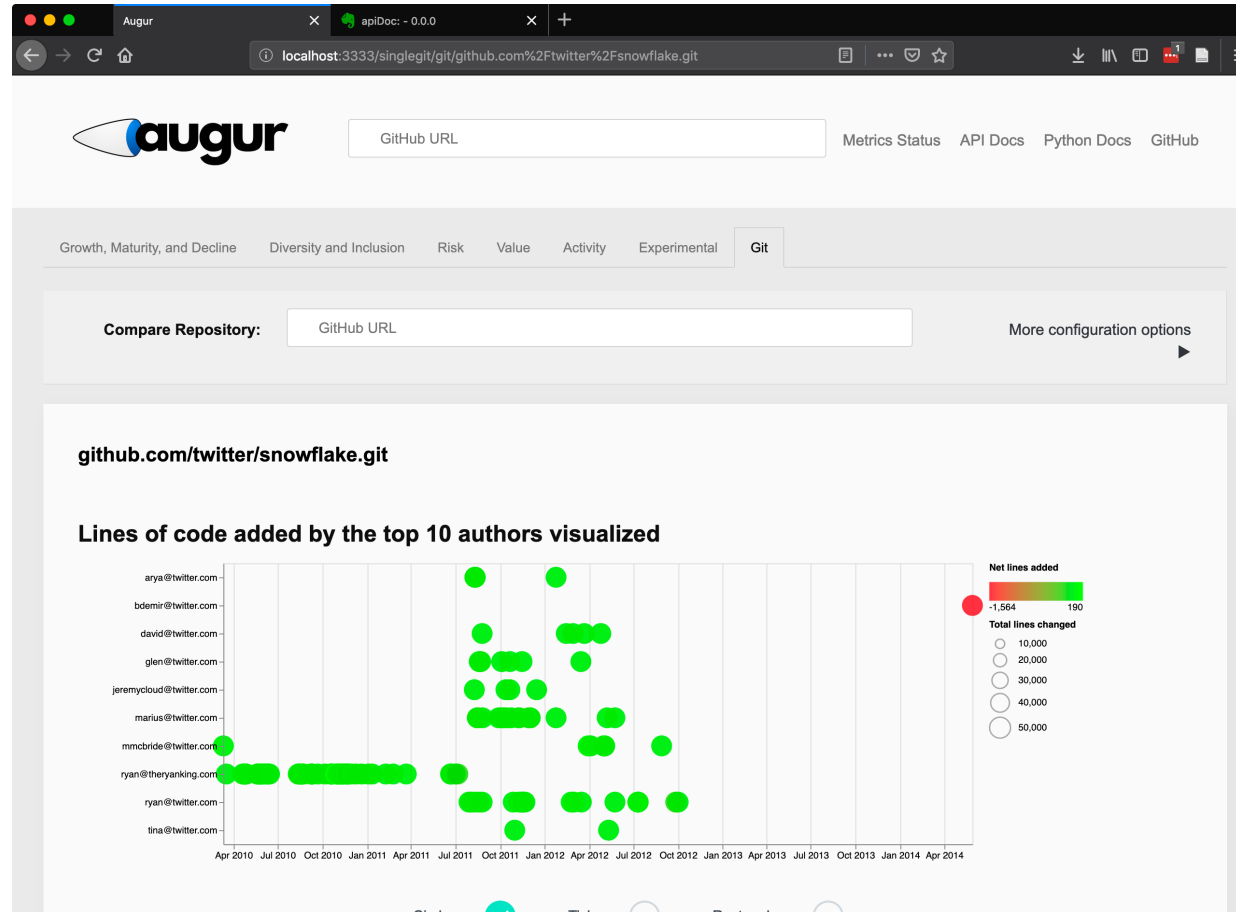 Augur
apiDoc: - 0.0.0
localhost:3333/singlegit/git/github.com%2Ftwitter%2Fsnowflake.git
1
augur
GitHub URL
Metrics Status
API Docs
Python Docs
GitHub
Growth, Maturity, and Decline
Diversity and Inclusion
Risk
Value
Activity
Experimental
Git
Compare Repository:
GitHub URL
More configuration options
github.com/twitter/snowflake.git
Lines of code added by the top 10 authors visualized
arya@twitter.com
bdemir@twitter.com
david@twitter.com
glen@twitter.com
jeremycloud@twitter.com
marius@twitter.com
mmcbride@twitter.com
ryan@theryanking.com
ryan@twitter.com
tina@twitter.com
Apr 2010 Jul 2010 Oct 2010 Jan 2011 Apr 2011 Jul 2011 Oct 2011 Jan 2012 Apr 2012 Jul 2012 Oct 2012 Jan 2013 Apr 2013 Jul 2013 Oct 2013 Jan 2014 Apr 2014
Net lines added
-1,564 190
Total lines changed
10,000
20,000
30,000
40,000
50,000